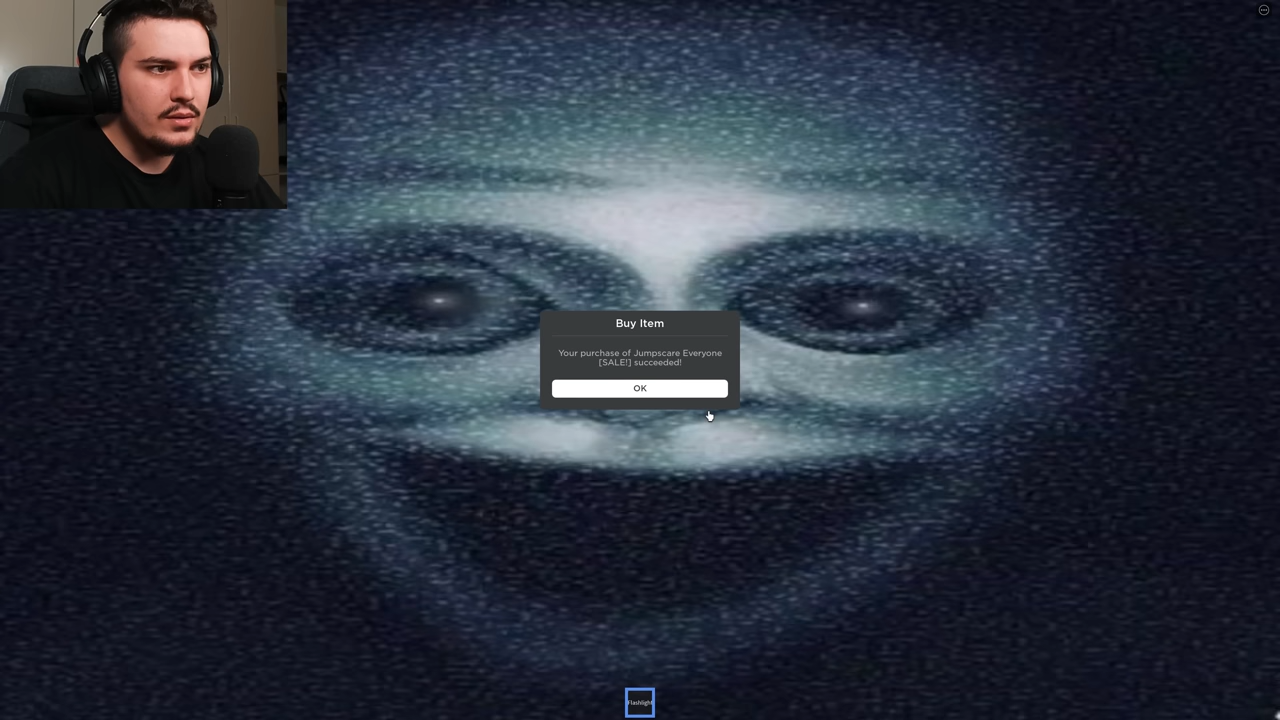 Buy Item
Your purchase of Jumpscare Everyone
[SALE!] succeeded!
OK
Flashlight